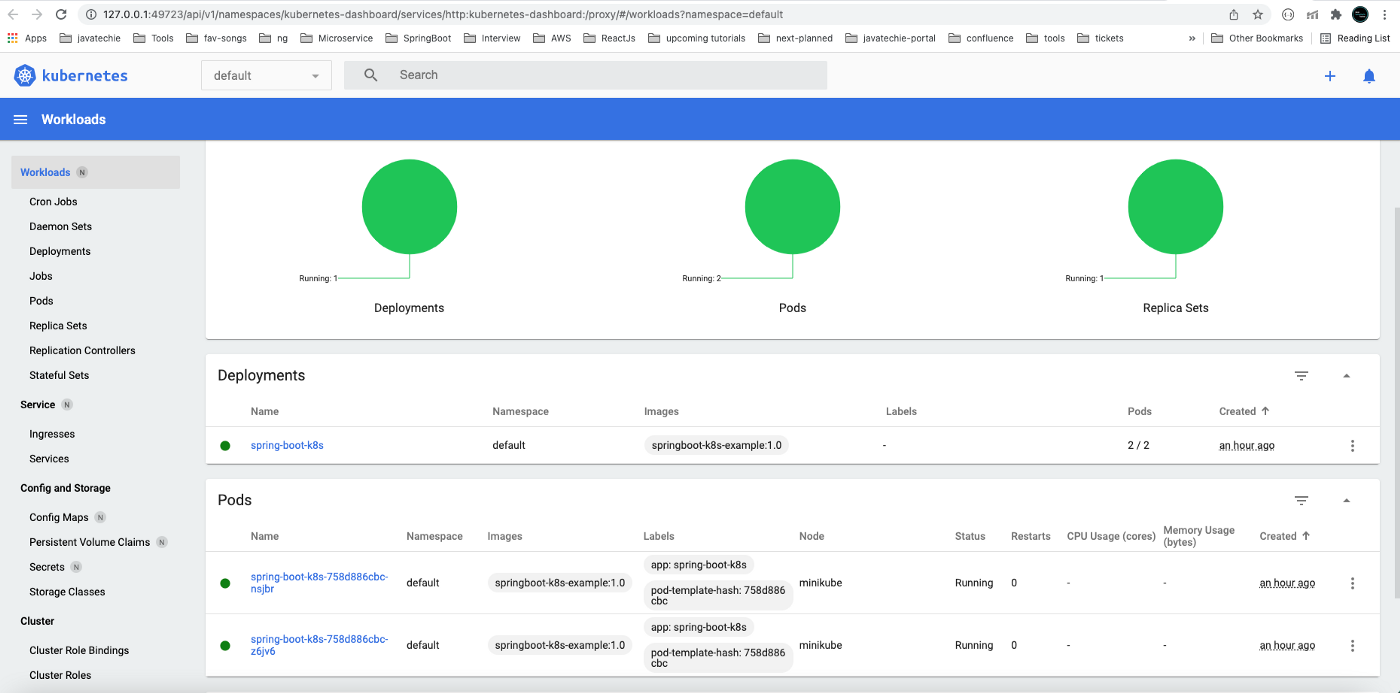 127.0.0.1:49723/api/v1/namespaces/kubernetes-dashboard/services/http:kubernetes-dashboard:/proxy/#/workloads?namespace=default
Apps javatechie Tools fav-songs ng Microservice SpringBoot Interview AWS ReactJs upcoming tutorials next-planned javatechie-portal confluence tools tickets » Other Bookmarks Reading List
kubernetes default Search
Workloads
Workloads N
Cron Jobs
Daemon Sets
Deployments
Jobs
Pods
Replica Sets
Replication Controllers
Stateful Sets
Service N
Ingresses
Services
Config and Storage
Config Maps N
Persistent Volume Claims N
Secrets N
Storage Classes
Cluster
Cluster Role Bindings
Cluster Roles
Running: 1 Running: 2 Running: 1
Deployments Pods Replica Sets
Deployments
Name Namespace Images Labels Pods Created
spring-boot-k8s default springboot-k8s-example:1.0 - 2 / 2 an hour ago
Pods
Name Namespace Images Labels Node Status Restarts CPU Usage (cores) Memory Usage (bytes) Created
spring-boot-k8s-758d886cbc-nsjbr default springboot-k8s-example:1.0 app: spring-boot-k8s pod-template-hash: 758d886cbc minikube Running 0 - - an hour ago
spring-boot-k8s-758d886cbc-z6jv6 default springboot-k8s-example:1.0 app: spring-boot-k8s pod-template-hash: 758d886cbc minikube Running 0 - - an hour ago